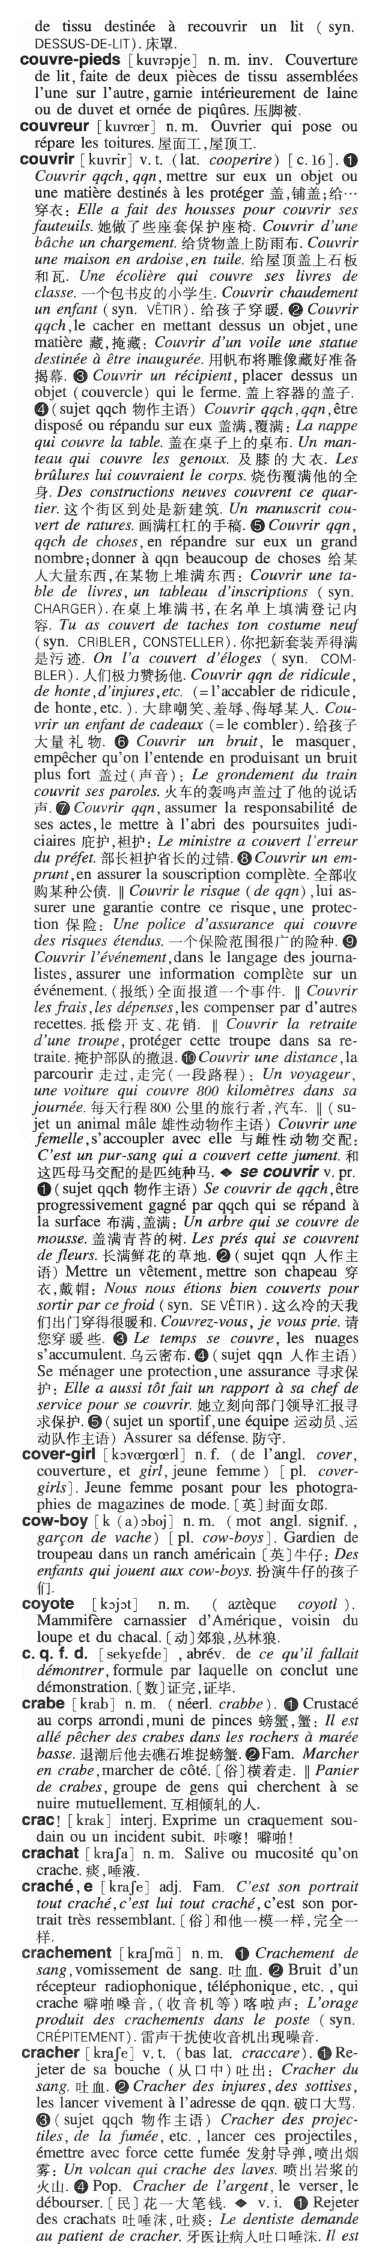 de tissu destinée à recouvrir un lit ( syn.
DESSUS-DE-LIT). 床罩.
couvre-pieds [kuvrəpje] n. m. inv. Couverture
de lit, faite de deux pièces de tissu assemblées
l'une sur l'autre, garnie intérieurement de laine
ou de duvet et ornée de piqûres. 压脚被.
couvreur [kuvrœr] n. m. Ouvrier qui pose ou
répare les toitures. 屋面工,屋顶工.
couvrir [kuvrir] v. t. (lat. cooperire) [c. 16]. ❶
Couvrir qqch, qqn, mettre sur eux un objet ou
une matière destinés à les protéger 盖,铺盖;给…
穿衣: Elle a fait des housses pour couvrir ses
fauteuils. 她做了些座套保护座椅. Couvrir d'une
bâche un chargement. 给货物盖上防雨布. Couvrir
une maison en ardoise, en tuile. 给屋顶盖上石板
和瓦. Une écolière qui couvre ses livres de
classe. 一个包书皮的小学生. Couvrir chaudement
un enfant (syn. VÊTIR). 给孩子穿暖. ❷ Couvrir
qqch, le cacher en mettant dessus un objet, une
matière 藏,掩藏: Couvrir d'un voile une statue
destinée à être inaugurée. 用帆布将雕像藏好准备
揭幕. ❸ Couvrir un récipient, placer dessus un
objet (couvercle) qui le ferme. 盖上容器的盖子.
❹ (sujet qqch 物作主语) Couvrir qqch, qqn, être
disposé ou répandu sur eux 盖满,覆满: La nappe
qui couvre la table. 盖在桌子上的桌布. Un man-
teau qui couvre les genoux. 及膝的大衣. Les
brûlures lui couvraient le corps. 烧伤覆满他的全
身. Des constructions neuves couvrent ce quar-
tier. 这个街区到处是新建筑. Un manuscrit cou-
vert de ratures. 画满杠杠的手稿. ❺ Couvrir qqn,
qqch de choses, en répandre sur eux un grand
nombre; donner à qqn beaucoup de choses 给某
人大量东西,在某物上堆满东西: Couvrir une ta-
ble de livres, un tableau d'inscriptions ( syn.
CHARGER). 在桌上堆满书,在名单上填满登记内
容. Tu as couvert de taches ton costume neuf
(syn. CRIBLER, CONSTELLER). 你把新套装弄得满
是污迹. On l'a couvert d'éloges ( syn. COM-
BLER). 人们极力赞扬他. Couvrir qqn de ridicule,
de honte, d'injures, etc. (= l'accabler de ridicule,
de honte, etc. ). 大肆嘲笑、羞辱、侮辱某人. Cou-
vrir un enfant de cadeaux (= le combler). 给孩子
大量礼物. ❻ Couvrir un bruit, le masquer,
empêcher qu'on l'entende en produisant un bruit
plus fort 盖过(声音): Le grondement du train
couvrit ses paroles. 火车的轰鸣声盖过了他的说话
声. ❼ Couvrir qqn, assumer la responsabilité de
ses actes, le mettre à l'abri des poursuites judi-
ciaires 庇护,袒护: Le ministre a couvert l'erreur
du préfet. 部长袒护省长的过错. ❽ Couvrir un em-
prunt, en assurer la souscription complète. 全部收
购某种公债. ‖ Couvrir le risque (de qqn), lui as-
surer une garantie contre ce risque, une protec-
tion 保险: Une police d'assurance qui couvre
des risques étendus. 一个保险范围很广的险种. ❾
Couvrir l'événement, dans le langage des journa-
listes, assurer une information complète sur un
événement. (报纸)全面报道一个事件. ‖ Couvrir
les frais, les dépenses, les compenser par d'autres
recettes. 抵偿开支、花销. ‖ Couvrir la retraite
d'une troupe, protéger cette troupe dans sa re-
traite. 掩护部队的撤退. ❿ Couvrir une distance, la
parcourir 走过,走完(一段路程): Un voyageur,
une voiture qui couvre 800 kilomètres dans sa
journée. 每天行程 800 公里的旅行者,汽车. ‖ (su-
jet un animal mâle 雄性动物作主语) Couvrir une
femelle, s'accoupler avec elle 与雌性动物交配:
C'est un pur-sang qui a couvert cette jument. 和
这匹母马交配的是匹纯种马. ◆ se couvrir v. pr.
❶ (sujet qqch 物作主语) Se couvrir de qqch, être
progressivement gagné par qqch qui se répand à
la surface 布满,盖满: Un arbre qui se couvre de
mousse. 盖满青苔的树. Les prés qui se couvrent
de fleurs. 长满鲜花的草地. ❷ (sujet qqn 人作主
语) Mettre un vêtement, mettre son chapeau 穿
衣,戴帽: Nous nous étions bien couverts pour
sortir par ce froid (syn. SE VÊTIR). 这么冷的天我
们出门穿得很暖和. Couvrez-vous, je vous prie. 请
您穿暖些. ❸ Le temps se couvre, les nuages
s'accumulent. 乌云密布. ❹ (sujet qqn 人作主语)
Se ménager une protection, une assurance 寻求保
护: Elle a aussi tôt fait un rapport à sa chef de
service pour se couvrir. 她立刻向部门领导汇报寻
求保护. ❺ (sujet un sportif, une équipe 运动员、运
动队作主语) Assurer sa défense. 防守.
cover-girl [kɔvœrgœrl] n. f. ( de l'angl. cover,
couverture, et girl, jeune femme) [ pl. cover-
girls]. Jeune femme posant pour les photogra-
phies de magazines de mode. 〔英〕封面女郎.
cow-boy [k (a) ɔbɔj] n. m. (mot angl. signif. ,
garçon de vache) [pl. cow-boys]. Gardien de
troupeau dans un ranch américain 〔英〕牛仔: Des
enfants qui jouent aux cow-boys. 扮演牛仔的孩子
们.
coyote [kɔjɔt] n. m. ( aztèque coyotl ).
Mammifère carnassier d'Amérique, voisin du
loupe et du chacal. 〔动〕郊狼,丛林狼.
c. q. f. d. [sekyɛfde] , abrév. de ce qu'il fallait
démontrer, formule par laquelle on conclut une
démonstration. 〔数〕证完,证毕.
crabe [krab] n. m. (néerl. crabbe). ❶ Crustacé
au corps arrondi, muni de pinces 螃蟹,蟹: Il est
allé pêcher des crabes dans les rochers à marée
basse. 退潮后他去礁石堆捉螃蟹. ❷ Fam. Marcher
en crabe, marcher de côté. 〔俗〕横着走. ‖ Panier
de crabes, groupe de gens qui cherchent à se
nuire mutuellement. 互相倾轧的人.
crac! [krak] interj. Exprime un craquement sou-
dain ou un incident subit. 咔嚓! 噼啪!
crachat [kraʃa] n. m. Salive ou mucosité qu'on
crache. 痰,唾液.
craché, e [kraʃe] adj. Fam. C'est son portrait
tout craché, c'est lui tout craché, c'est son por-
trait très ressemblant. 〔俗〕和他一模一样,完全一
样.
crachement [kraʃmɑ̃] n. m. ❶ Crachement de
sang, vomissement de sang. 吐血. ❷ Bruit d'un
récepteur radiophonique, téléphonique, etc. , qui
crache 噼啪嗓音,(收音机等)喀啦声: L'orage
produit des crachements dans le poste ( syn.
CRÉPITEMENT). 雷声干扰使收音机出现噪音.
cracher [kraʃe] v. t. (bas lat. craccare). ❶ Re-
jeter de sa bouche (从口中)吐出: Cracher du
sang. 吐血. ❷ Cracher des injures, des sottises,
les lancer vivement à l'adresse de qqn. 破口大骂.
❸ (sujet qqch 物作主语) Cracher des projec-
tiles, de la fumée, etc. , lancer ces projectiles,
émettre avec force cette fumée 发射导弹,喷出烟
雾: Un volcan qui crache des laves. 喷出岩浆的
火山. ❹ Pop. Cracher de l'argent, le verser, le
débourser. 〔民〕花一大笔钱. ◆ v. i. ❶ Rejeter
des crachats 吐唾沫,吐痰: Le dentiste demande
au patient de cracher. 牙医让病人吐口唾沫. Il est